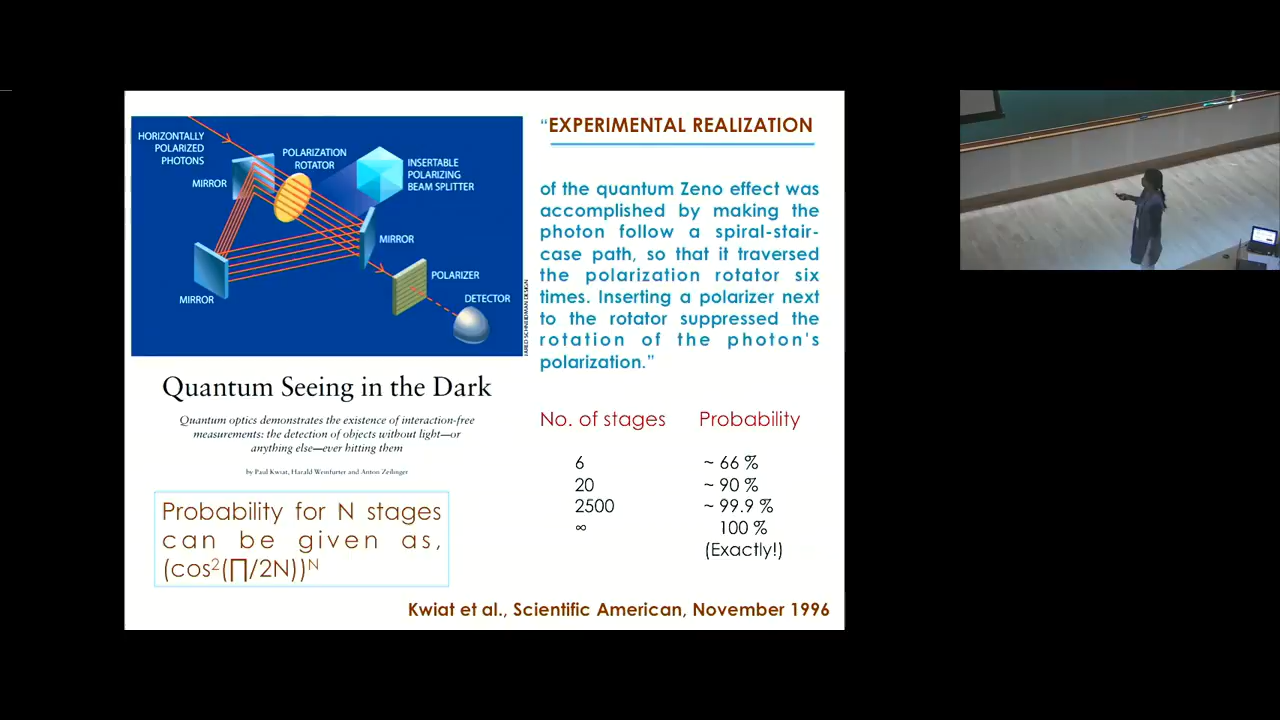 HORIZONTALLY
POLARIZED
PHOTONS
POLARIZATION
ROTATOR
INSERTABLE
POLARIZING
BEAM SPLITTER
MIRROR
MIRROR
MIRROR
POLARIZER
DETECTOR
JARED SCHNEIDMAN DESIGN
Quantum Seeing in the Dark
Quantum optics demonstrates the existence of interaction-free
measurements: the detection of objects without light—or
anything else—ever hitting them
by Paul Kwiat, Harald Weinfurter and Anton Zeilinger
Probability for N stages
can be given as,
(cos²(∏/2N))ᴺ
“EXPERIMENTAL REALIZATION
of the quantum Zeno effect was
accomplished by making the
photon follow a spiral-stair-
case path, so that it traversed
the polarization rotator six
times. Inserting a polarizer next
to the rotator suppressed the
rotation of the photon's
polarization.”
No. of stages Probability
6 ~ 66 %
20 ~ 90 %
2500 ~ 99.9 %
∞ 100 %
(Exactly!)
Kwiat et al., Scientific American, November 1996